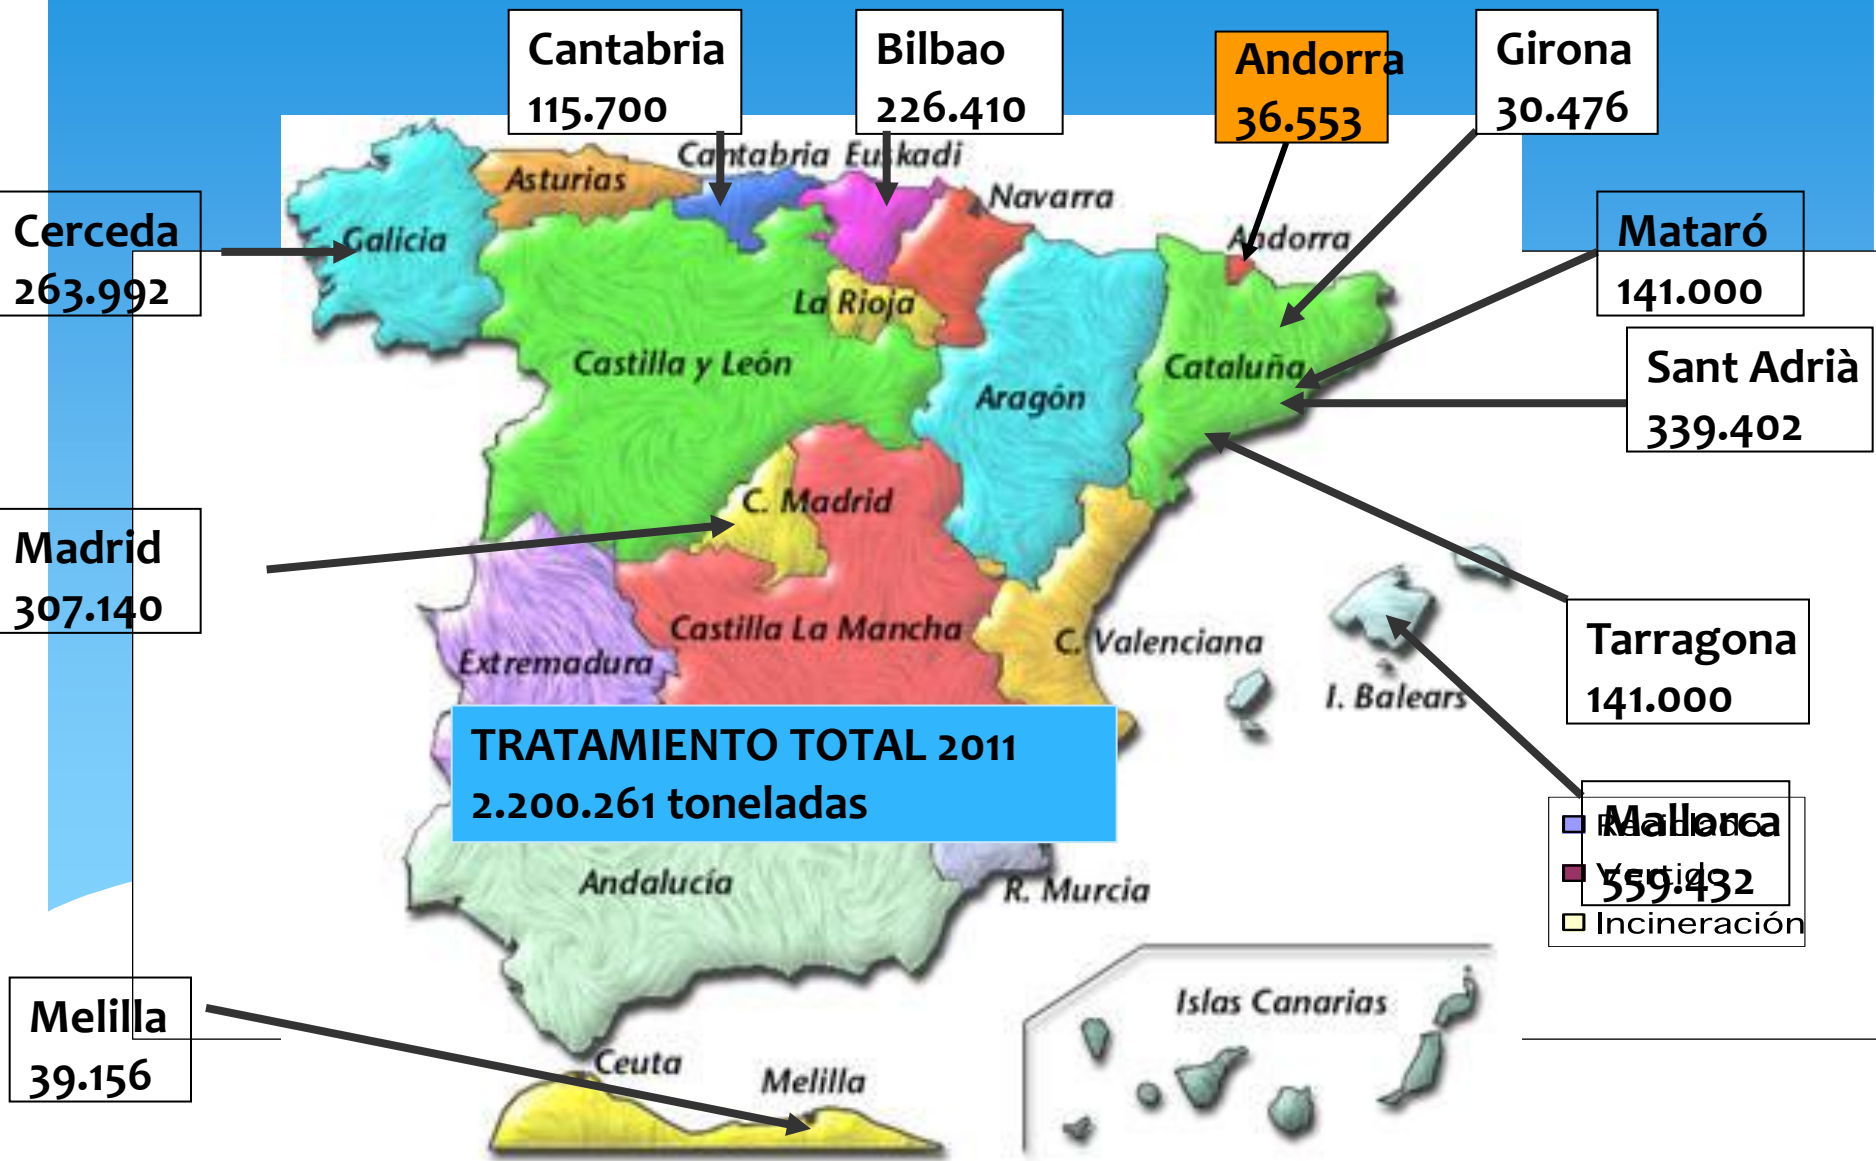 Cantabria
115.700
Bilbao
226.410
Andorra
36.553
Girona
30.476
Cerceda
263.992
Mataró
141.000
Sant Adrià
339.402
Madrid
307.140
Tarragona
141.000
Mallorca
559.432
Reciclado
Vertido
Incineración
Melilla
39.156
TRATAMIENTO TOTAL 2011
2.200.261 toneladas
Galicia
Asturias
Cantabria
Euskadi
Navarra
Andorra
La Rioja
Castilla y León
Aragón
Cataluña
C. Madrid
Castilla La Mancha
Extremadura
C. Valenciana
I. Balears
Andalucía
R. Murcia
Islas Canarias
Ceuta
Melilla